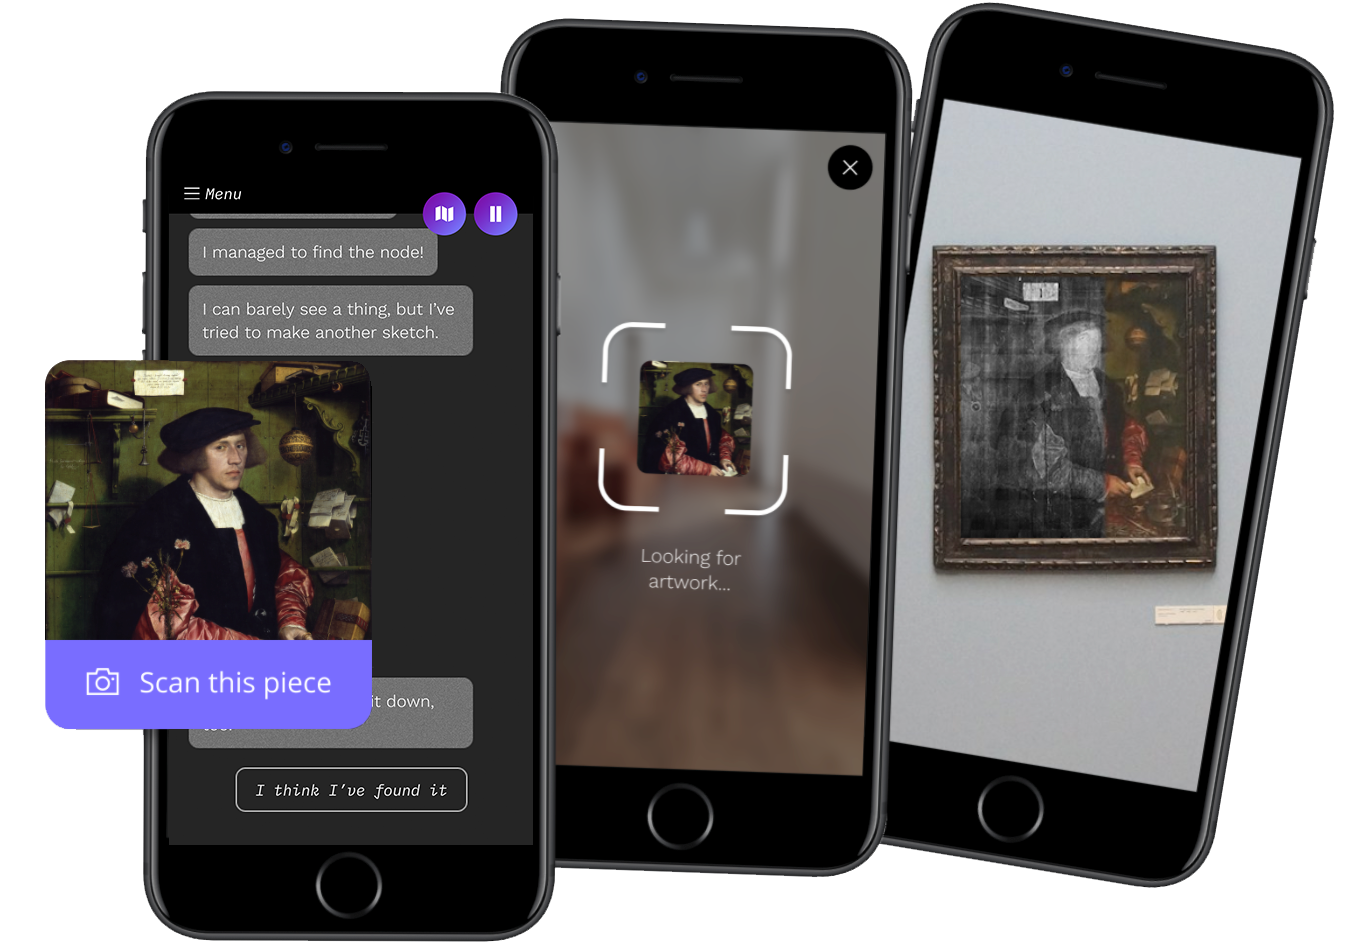 Menu
I managed to find the node!
I can barely see a thing, but I've
tried to make another sketch.
Scan this piece
it down,
I think I've found it
Looking for
artwork...